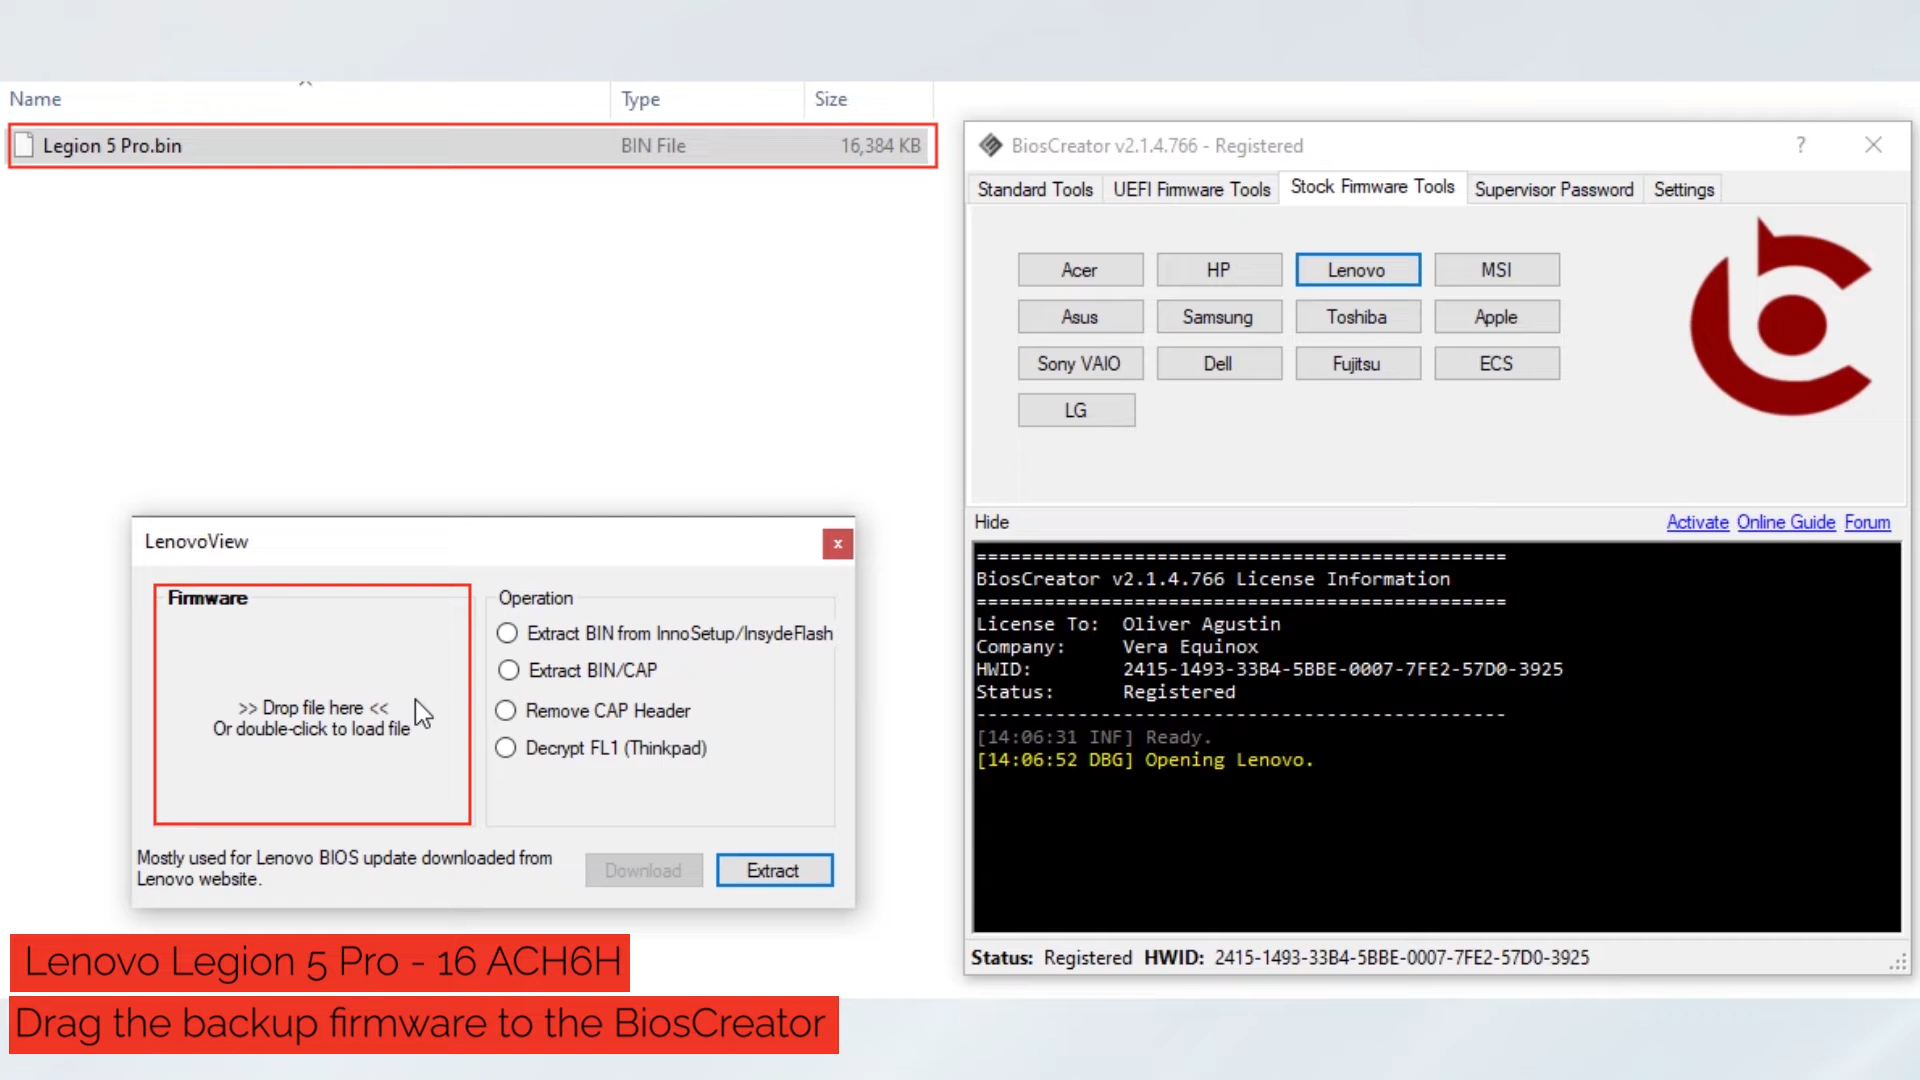 Name Type Size
Legion 5 Pro.bin BIN File 16,384 KB
BiosCreator v2.1.4.766 - Registered ?
Standard Tools UEFI Firmware Tools Stock Firmware Tools Supervisor Password Settings
Acer HP Lenovo MSI
Asus Samsung Toshiba Apple
Sony VAIO Dell Fujitsu ECS
LG
Hide Activate Online Guide Forum
===============================================
BiosCreator v2.1.4.766 License Information
===============================================
License To: Oliver Agustin
Company: Vera Equinox
HWID: 2415-1493-33B4-5BBE-0007-7FE2-57D0-3925
Status: Registered
-----------------------------------------------
[14:06:31 INF] Ready.
[14:06:52 DBG] Opening Lenovo.
Status: Registered HWID: 2415-1493-33B4-5BBE-0007-7FE2-57D0-3925
LenovoView x
Firmware
>> Drop file here <<
Or double-click to load file
Operation
Extract BIN from InnoSetup/InsydeFlash
Extract BIN/CAP
Remove CAP Header
Decrypt FL1 (Thinkpad)
Mostly used for Lenovo BIOS update downloaded from
Lenovo website.
Download Extract
Lenovo Legion 5 Pro - 16 ACH6H
Drag the backup firmware to the BiosCreator